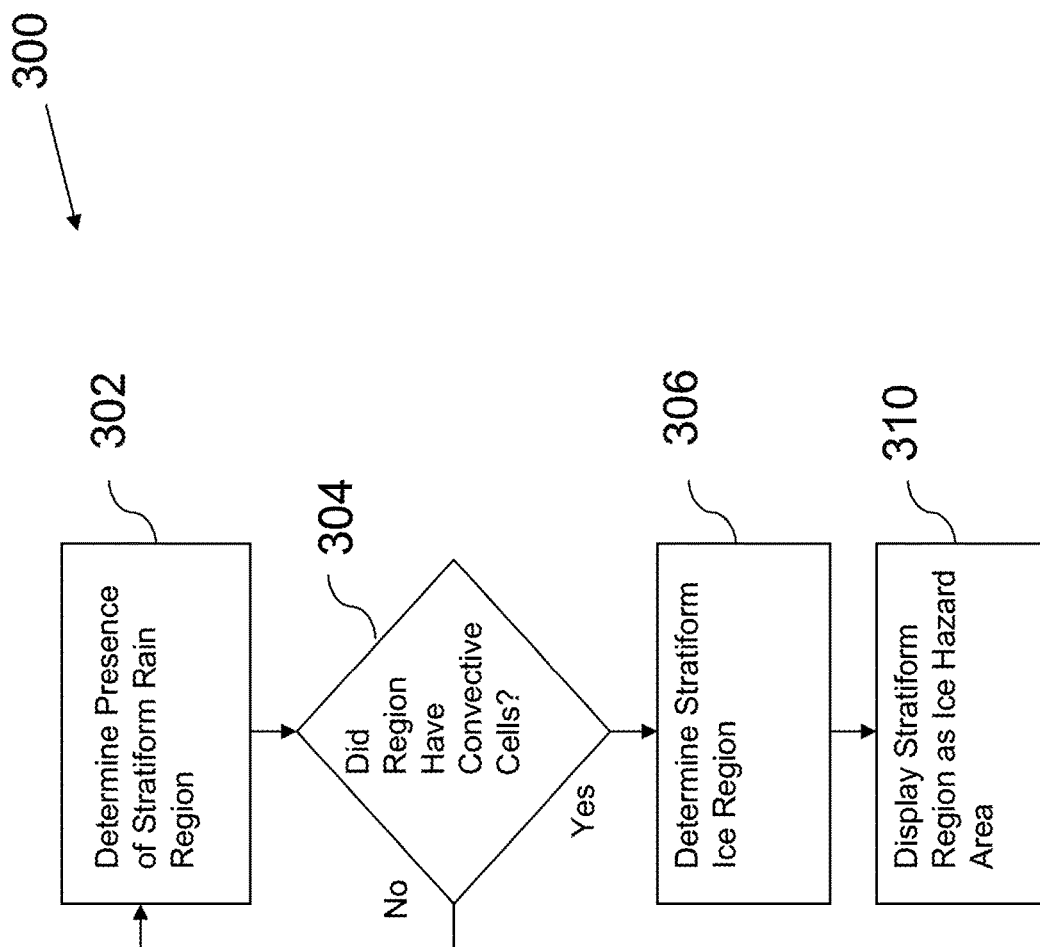 300
302
Determine Presence
of Stratiform Rain
Region
304
Did
Region
Have
Convective
Cells?
No
Yes
306
Determine Stratiform
Ice Region
310
Display Stratiform
Region as Ice Hazard
Area